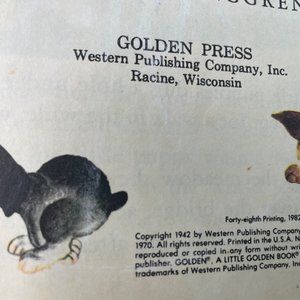 GGREN
GOLDEN PRESS
Western Publishing Company, Inc.
Racine, Wisconsin
Forty-eighth Printing, 1982
Copyright 1942 by Western Publishing Company
1970. All rights reserved. Printed in the U.S.A.
reproduced or copied in any form without
publisher. GOLDEN®, A LITTLE GOLDEN BOOK®,
trademarks of Western Publishing Company, Inc.